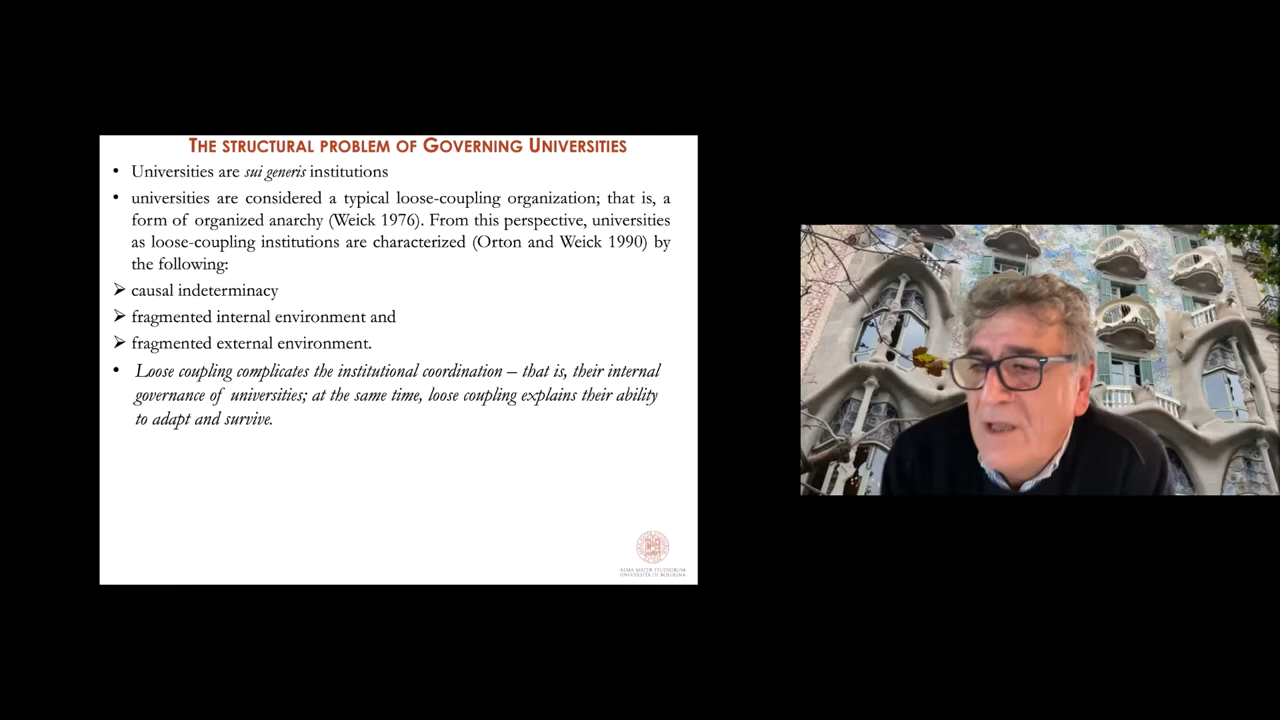 THE STRUCTURAL PROBLEM OF GOVERNING UNIVERSITIES
• Universities are sui generis institutions
• universities are considered a typical loose-coupling organization; that is, a
form of organized anarchy (Weick 1976). From this perspective, universities
as loose-coupling institutions are characterized (Orton and Weick 1990) by
the following:
➢ causal indeterminacy
➢ fragmented internal environment and
➢ fragmented external environment.
• Loose coupling complicates the institutional coordination – that is, their internal
governance of universities; at the same time, loose coupling explains their ability
to adapt and survive.
ALMA MATER STUDIORUM
UNIVERSITÀ DI BOLOGNA